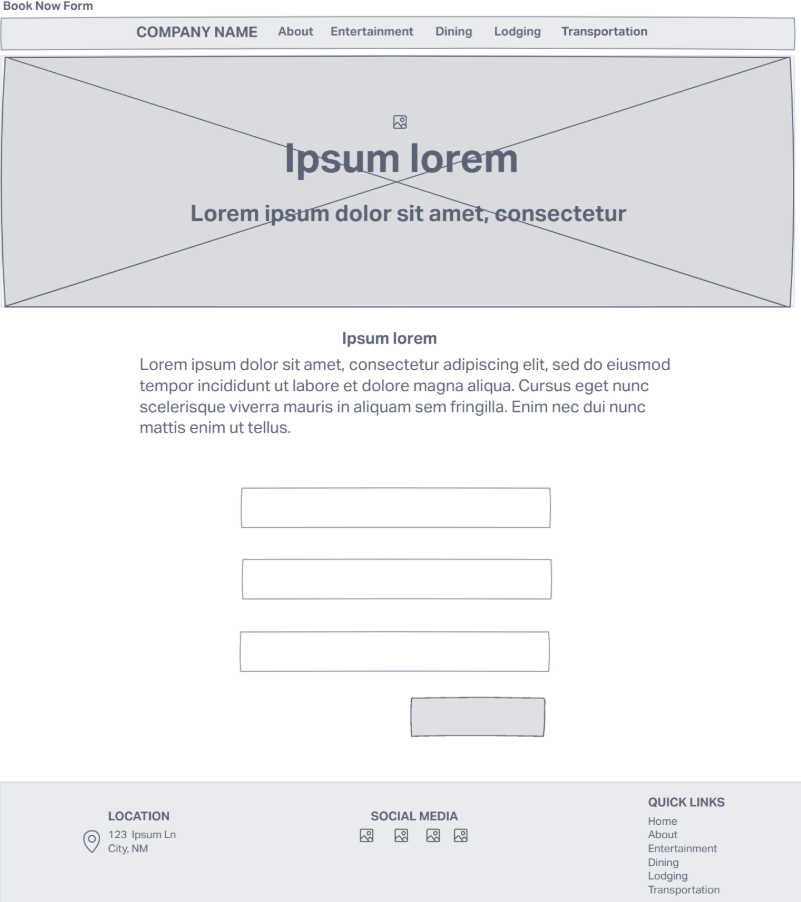 Book Now Form
COMPANY NAME About Entertainment Dining Lodging Transportation
Ipsum lorem
Lorem ipsum dolor sit amet, consectetur
Ipsum lorem
Lorem ipsum dolor sit amet, consectetur adipiscing elit, sed do eiusmod
tempor incididunt ut labore et dolore magna aliqua. Cursus eget nunc
scelerisque viverra mauris in aliquam sem fringilla. Enim nec dui nunc
mattis enim ut tellus.
LOCATION
123 Ipsum Ln
City, NM
SOCIAL MEDIA
QUICK LINKS
Home
About
Entertainment
Dining
Lodging
Transportation